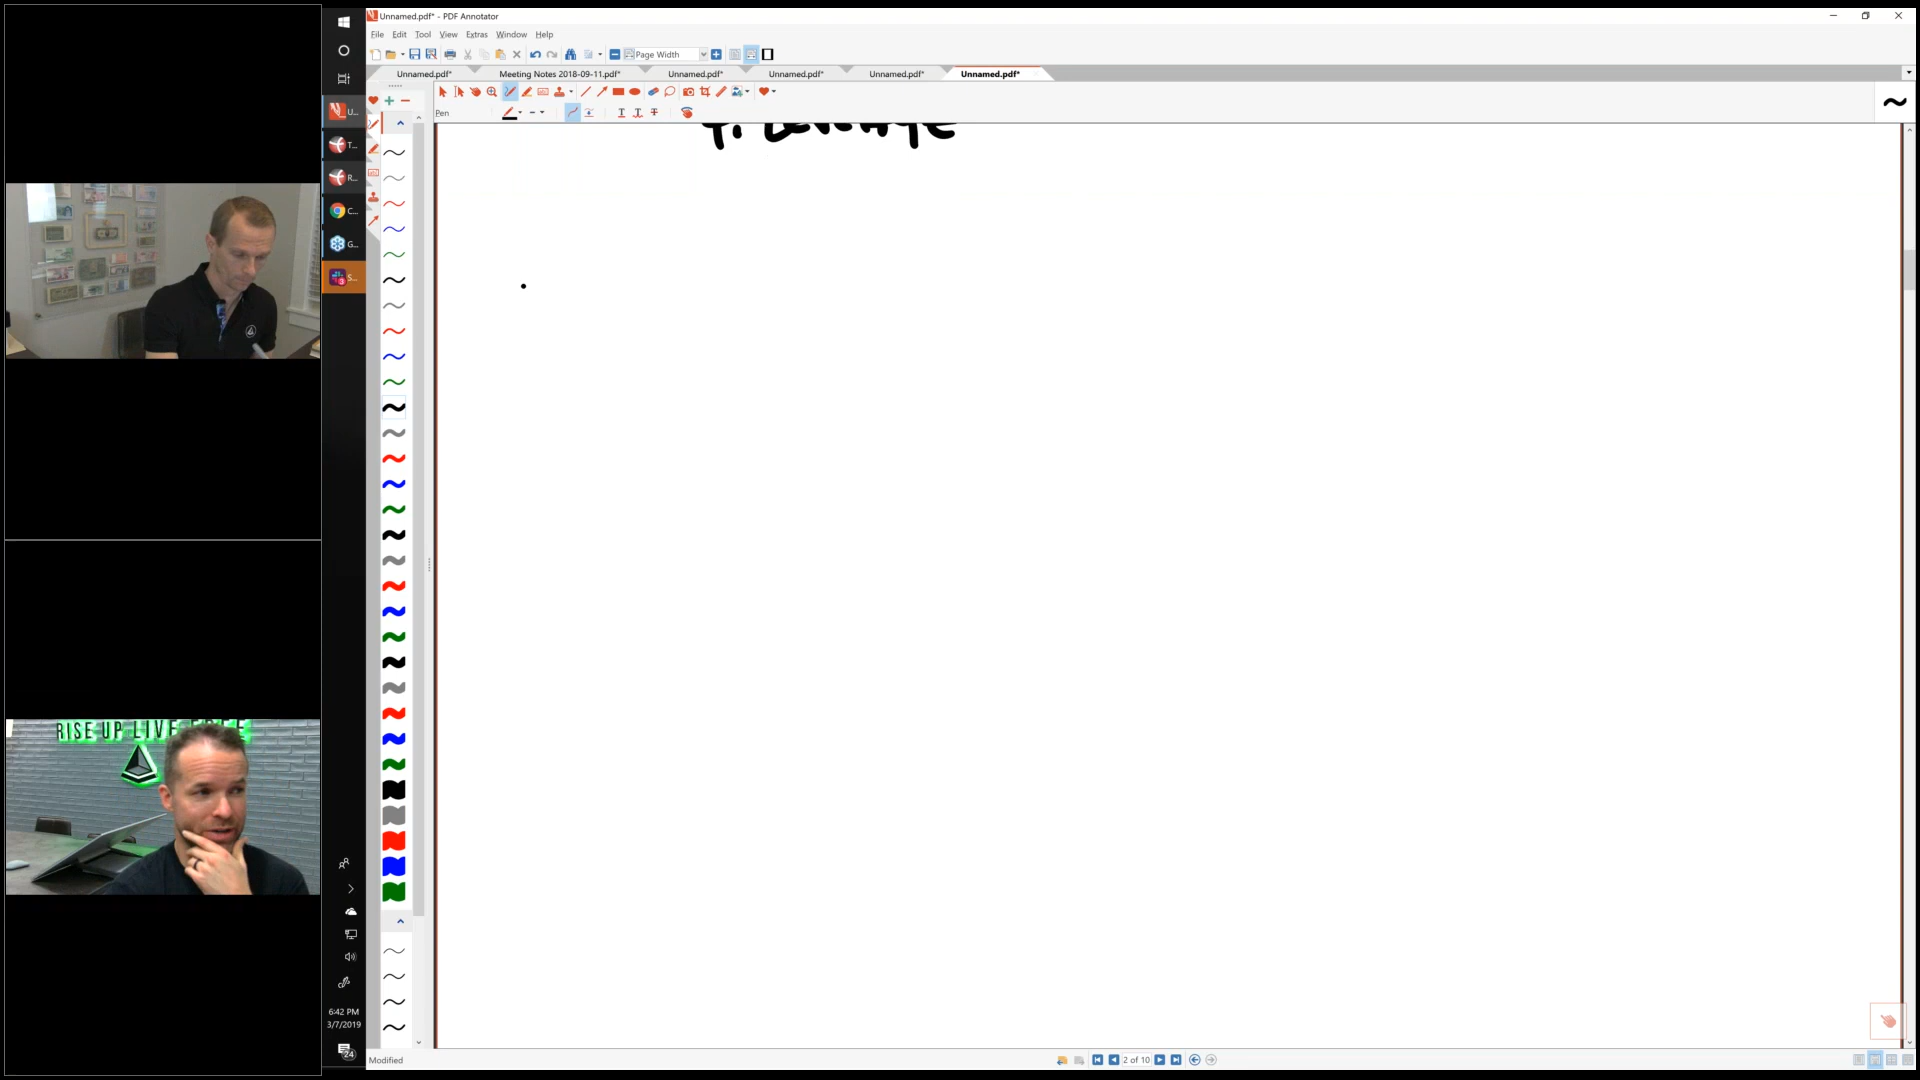 Unnamed.pdf* - PDF Annotator
File Edit Tool View Extras Window Help
Page Width
Unnamed.pdf* Meeting Notes 2018-09-11.pdf* Unnamed.pdf* Unnamed.pdf* Unnamed.pdf* Unnamed.pdf*
Pen
U...
T...
R...
C...
G...
S...
RISE UP LIVE FREE
6:42 PM
3/7/2019
24
Modified
2 of 10